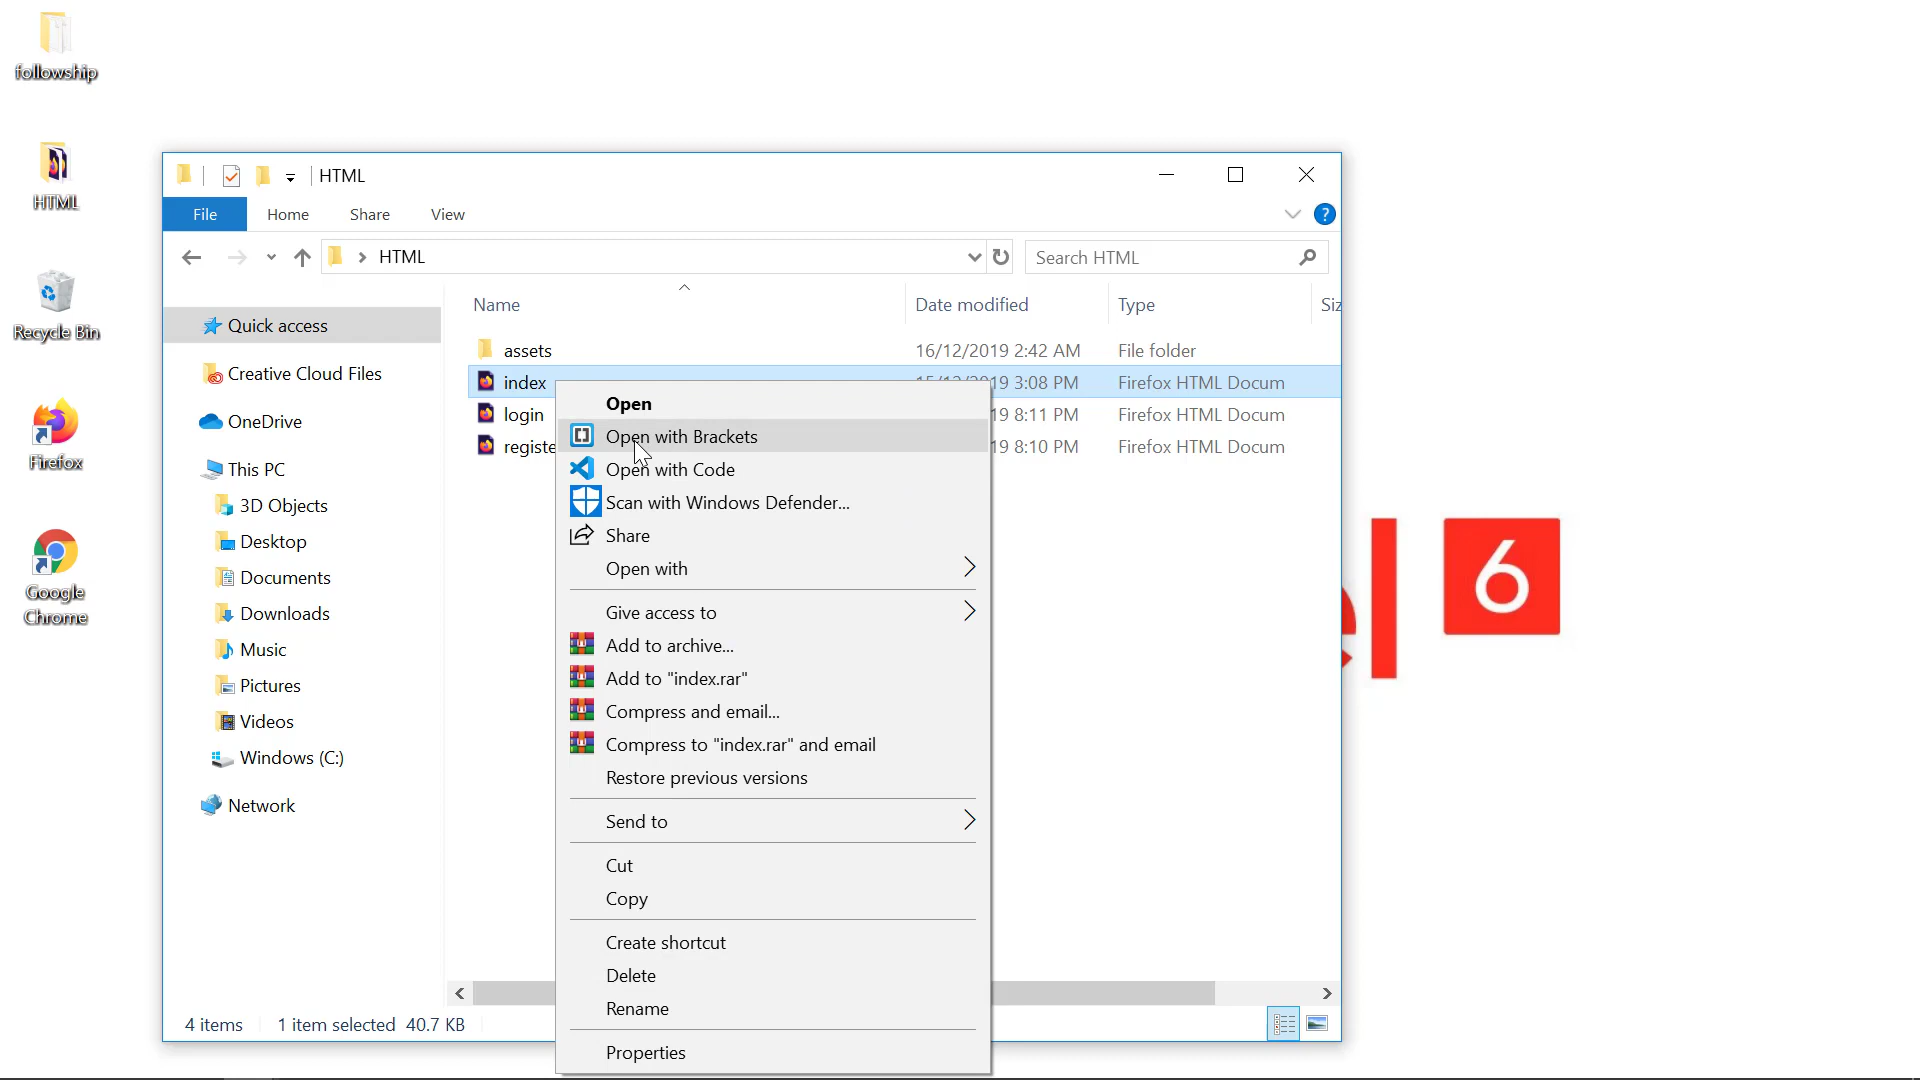 followship
HTML
Recycle Bin
Firefox
Google
Chrome
HTML
File Home Share View
?
HTML
Search HTML
Name Date modified Type Siz
Quick access
Creative Cloud Files
OneDrive
This PC
3D Objects
Desktop
Documents
Downloads
Music
Pictures
Videos
Windows (C:)
Network
assets 16/12/2019 2:42 AM File folder
index 19 3:08 PM Firefox HTML Docum
login 19 8:11 PM Firefox HTML Docum
registe 19 8:10 PM Firefox HTML Docum
Open
Open with Brackets
Open with Code
Scan with Windows Defender...
Share
Open with
Give access to
Add to archive...
Add to "index.rar"
Compress and email...
Compress to "index.rar" and email
Restore previous versions
Send to
Cut
Copy
Create shortcut
Delete
Rename
Properties
4 items 1 item selected 40.7 KB
6